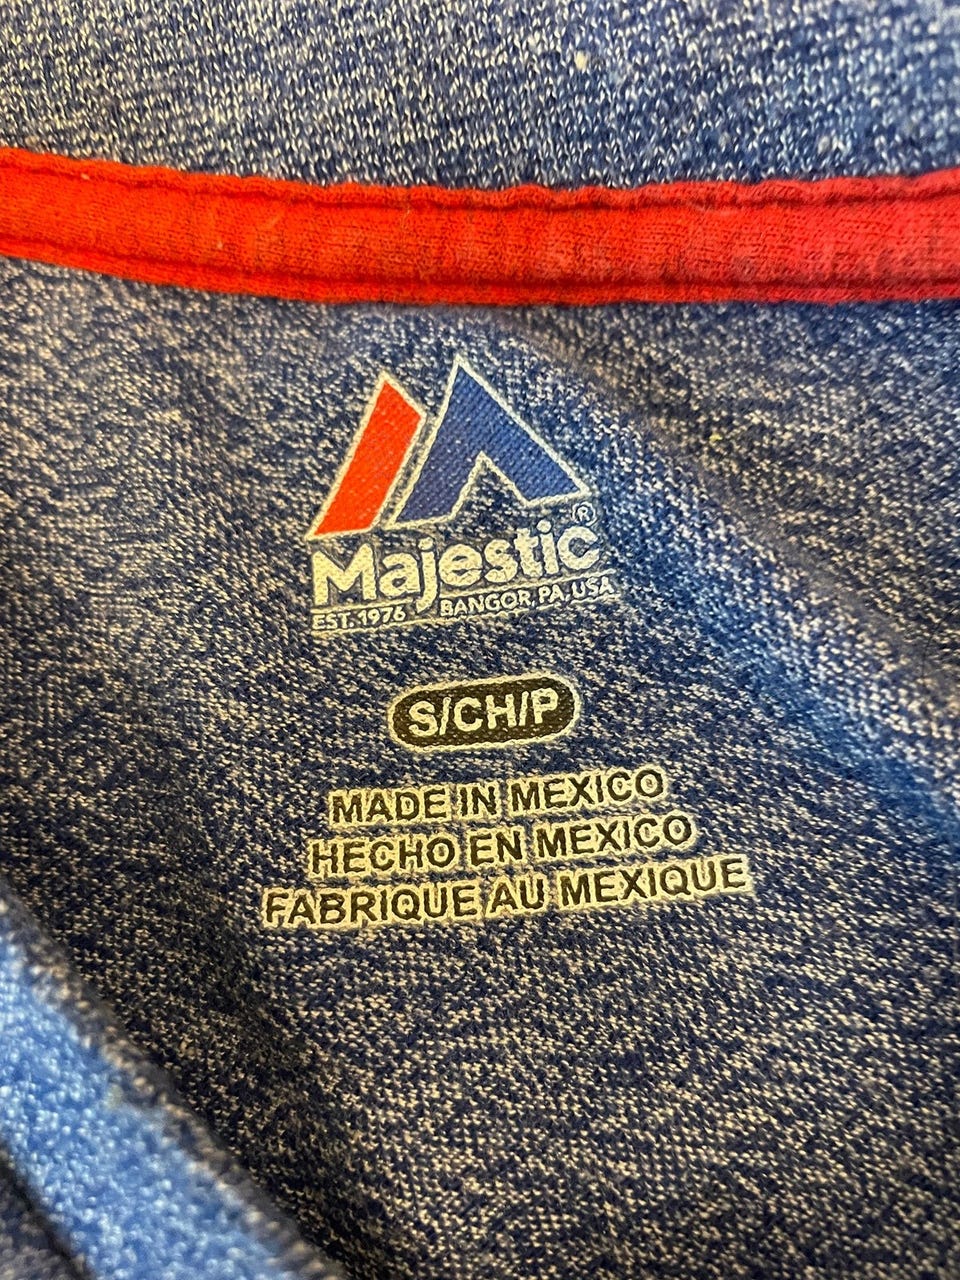 Majestic®
EST. 1976 BANGOR, PA, USA
S/CH/P
MADE IN MEXICO
HECHO EN MEXICO
FABRIQUE AU MEXIQUE